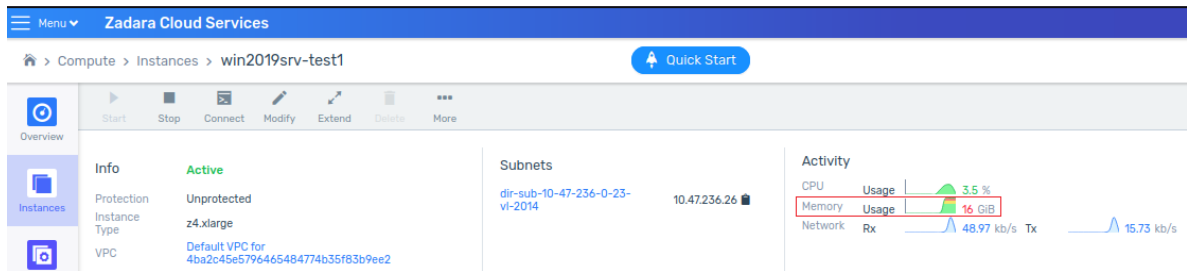 Menu Zadara Cloud Services
> Compute > Instances > win2019srv-test1 Quick Start
Start Stop Connect Modify Extend Delete More
Overview
Instances
Info Active
Protection Unprotected
Instance Type z4.xlarge
VPC Default VPC for
4ba2c45e5796465484774b35f83b9ee2
Subnets
dir-sub-10-47-236-0-23-
vl-2014 10.47.236.26
Activity
CPU Usage 3.5 %
Memory Usage 16 GiB
Network Rx 48.97 kb/s Tx 15.73 kb/s